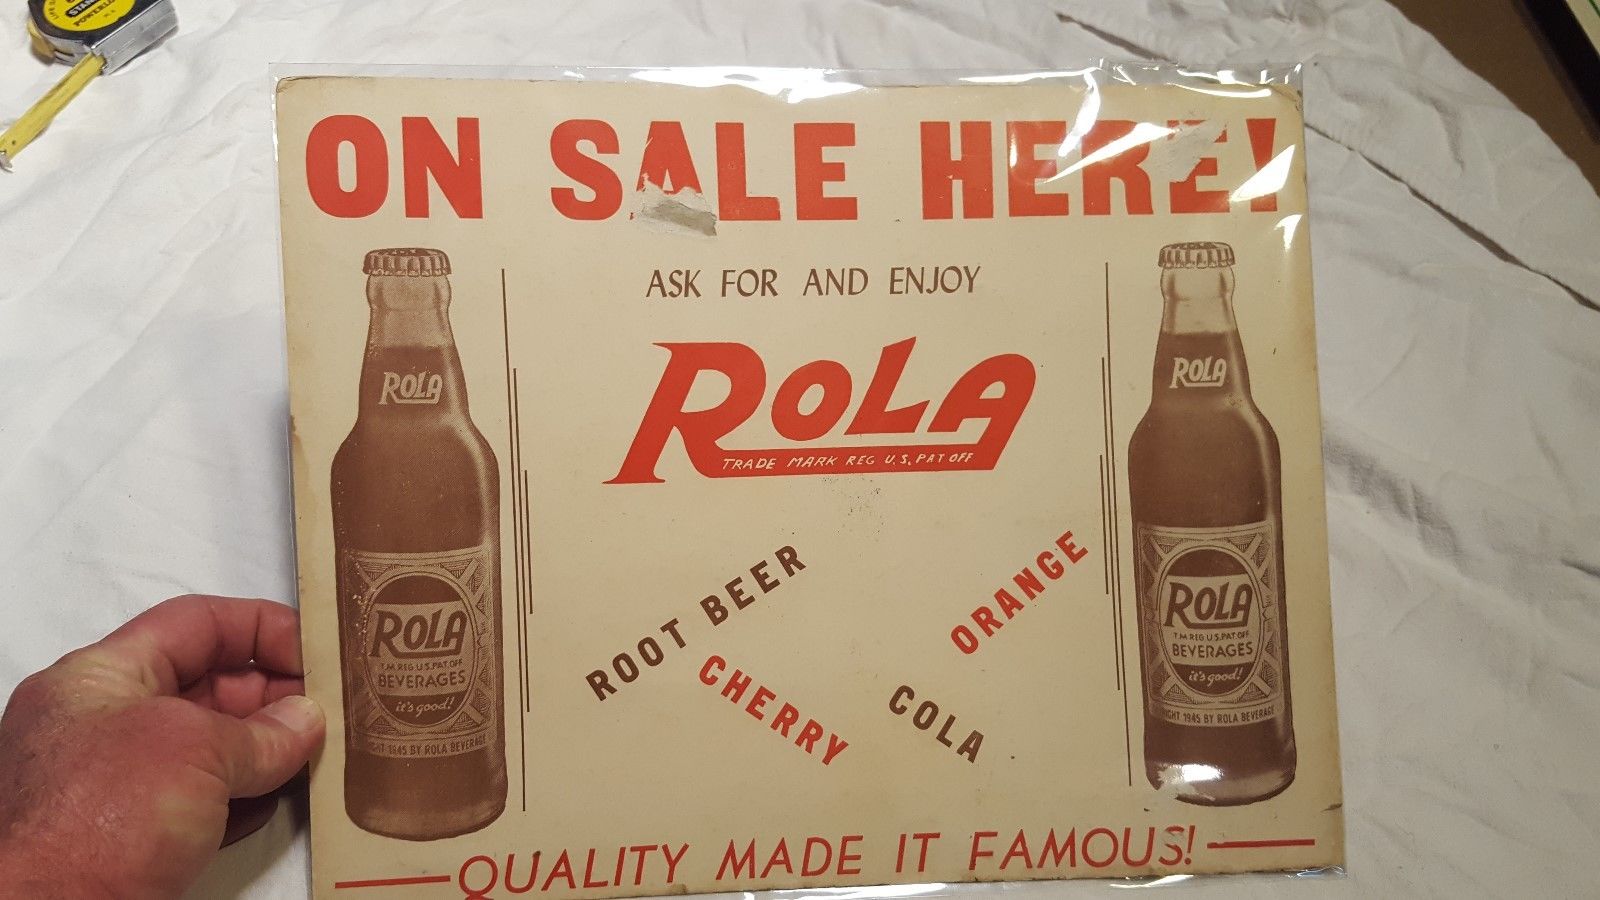 ON SALE HERE!
ASK FOR AND ENJOY
ROLA
TRADE MARK REG U.S. PAT OFF
ROOT BEER
CHERRY
ORANGE
COLA
QUALITY MADE IT FAMOUS!
ROLA
ROLA
T.M REG U.S. PAT OFF
BEVERAGES
it's good!
1945 BY ROLA BEVERAGE
ROLA
ROLA
T.M REG U.S. PAT OFF
BEVERAGES
it's good!
1945 BY ROLA BEVERAGE